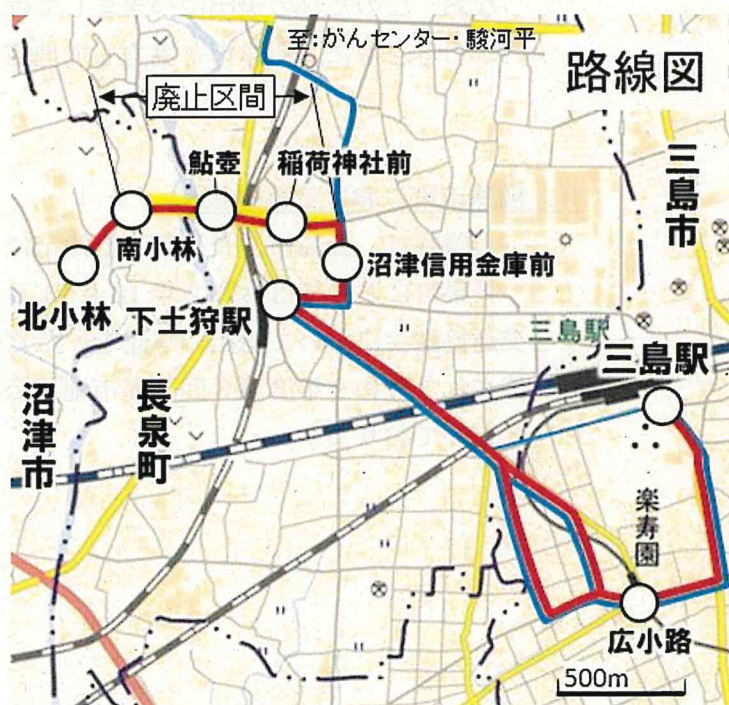 至:がんセンター・駿河平
路線図
廃止区間
鮎壺
稲荷神社前
三島市
南小林
沼津信用金庫前
北小林
下土狩駅
三島駅
三島駅
沼津市
長泉町
楽寿園
広小路
500m